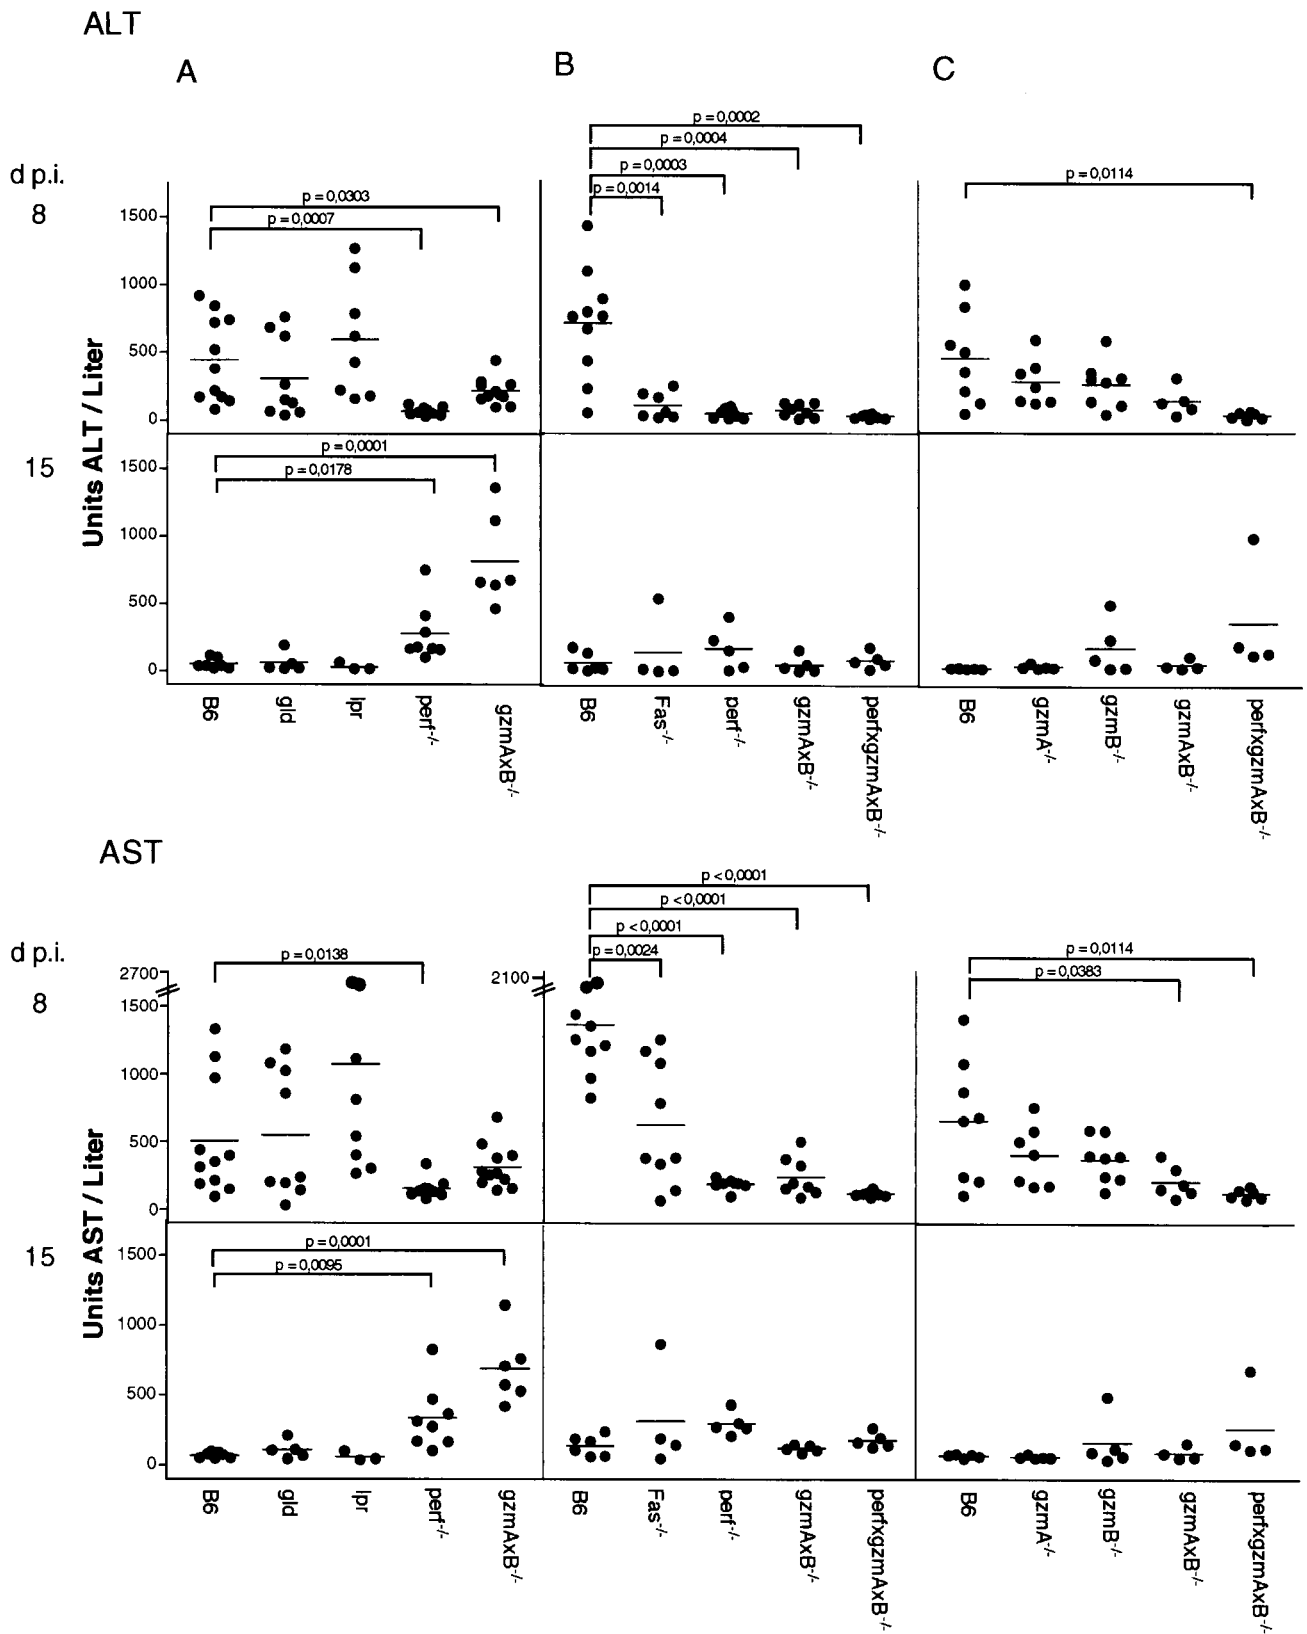 ALT
A
B
C
d p.i.
8
15
Units ALT / Liter
1500
1000
500
0
1500
1000
500
0
p = 0,0303
p = 0,0007
p = 0,0002
p = 0,0004
p = 0,0003
p = 0,0014
p = 0,0114
p = 0,0001
p = 0,0178
B6
gld
lpr
perf-/-
gzmAxB-/-
B6
Fas-/-
perf-/-
gzmAxB-/-
perfxgzmAxB-/-
B6
gzmA-/-
gzmB-/-
gzmAxB-/-
perfxgzmAxB-/-
AST
d p.i.
8
15
Units AST / Liter
2700
1500
1000
500
0
2100
1500
1000
500
0
p = 0,0138
p < 0,0001
p < 0,0001
p < 0,0001
p = 0,0024
p = 0,0114
p = 0,0383
p = 0,0001
p = 0,0095
B6
gld
lpr
perf-/-
gzmAxB-/-
B6
Fas-/-
perf-/-
gzmAxB-/-
perfxgzmAxB-/-
B6
gzmA-/-
gzmB-/-
gzmAxB-/-
perfxgzmAxB-/-